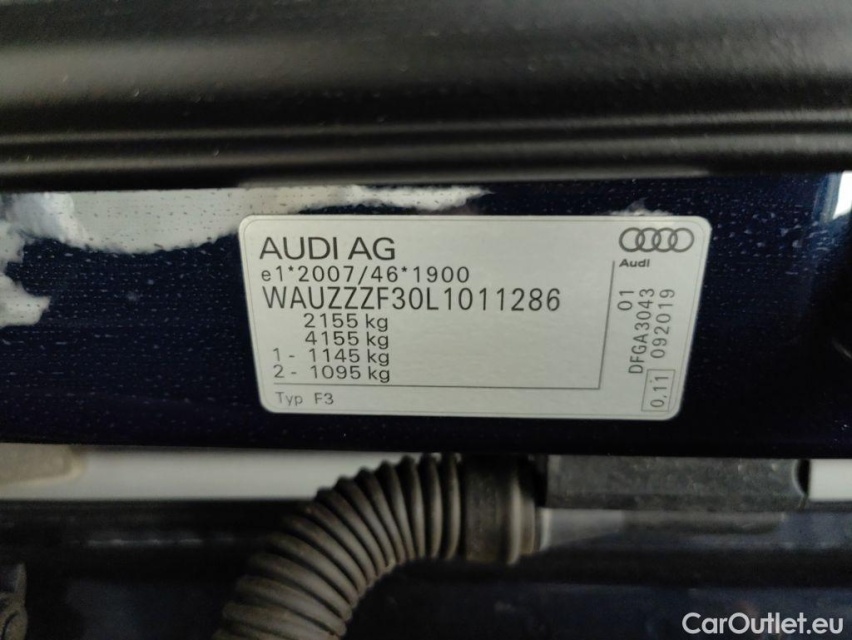 AUDI AG
e1*2007/46*1900
WAUZZZF30L1011286
2155 kg
4155 kg
1 - 1145 kg
2 - 1095 kg
Typ F3
Audi
01
DFGA3043
092019
0.11
CarOutlet.eu